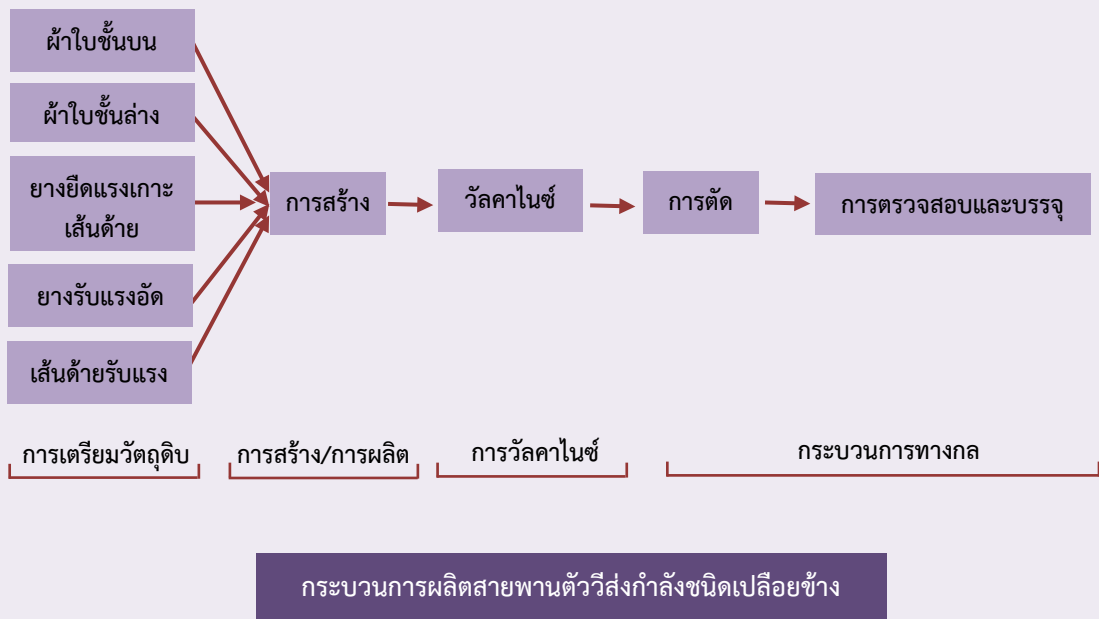 ผ้าใบชั้นบน
ผ้าใบชั้นล่าง
ยางยืดแรงเกาะ
เส้นด้าย
ยางรับแรงอัด
เส้นด้ายรับแรง
การสร้าง
วัลคาไนซ์
การตัด
การตรวจสอบและบรรจุ
การเตรียมวัตถุดิบ
การสร้าง/การผลิต
การวัลคาไนซ์
กระบวนการทางกล
กระบวนการผลิตสายพานตัววีส่งกำลังชนิดเปลือยข้าง